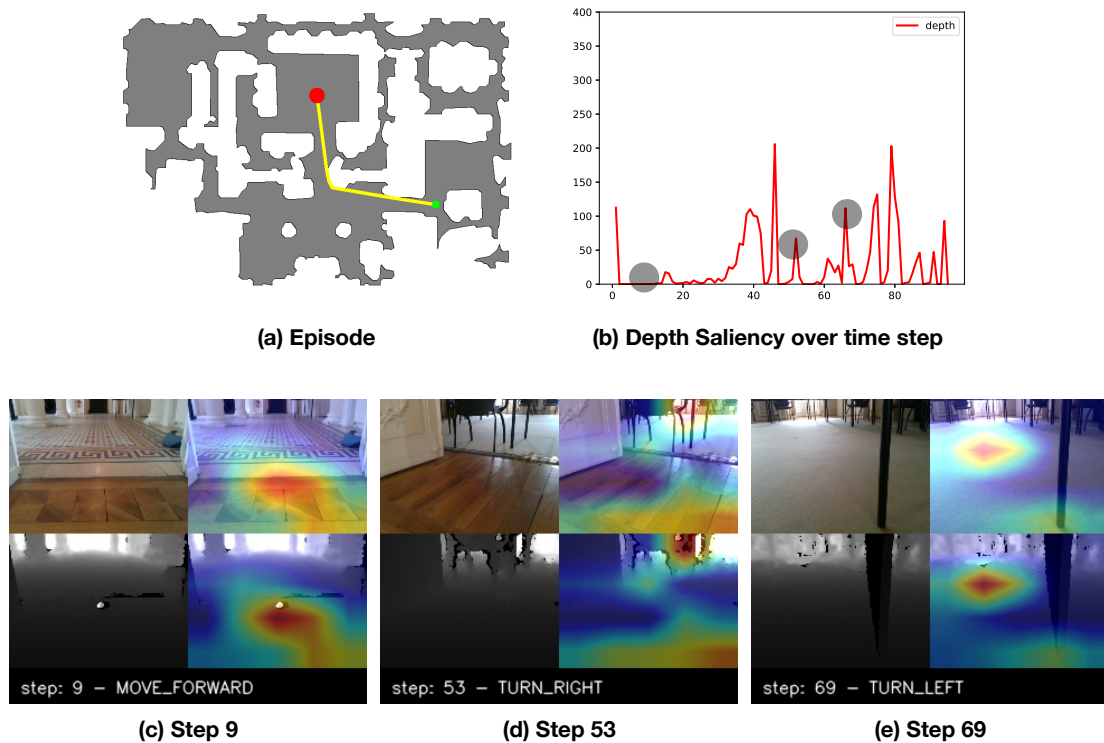 400
350
300
250
200
150
100
50
0
0 20 40 60 80
depth
(a) Episode
(b) Depth Saliency over time step
step: 9 – MOVE_FORWARD
step: 53 – TURN_RIGHT
step: 69 – TURN_LEFT
(c) Step 9
(d) Step 53
(e) Step 69